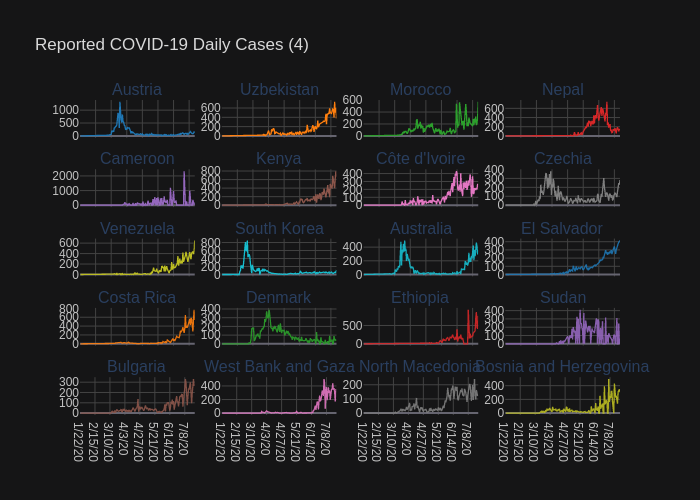 Reported COVID-19 Daily Cases (4)
Austria Uzbekistan Morocco Nepal
1000 500 0
600 400 200 0
600 400 200 0
600 400 200 0
Cameroon Kenya Côte d'Ivoire Czechia
2000 1000 0
800 600 400 200 0
400 300 200 100 0
400 300 200 100 0
Venezuela South Korea Australia El Salvador
600 400 200 0
800 600 400 200 0
400 200 0
400 300 200 100 0
Costa Rica Denmark Ethiopia Sudan
800 600 400 200 0
400 300 200 100 0
500 0
400 300 200 100 0
Bulgaria West Bank and Gaza North Macedonia Bosnia and Herzegovina
300 200 100 0
400 200 0
200 100 0
400 200 0
1/22/20 2/15/20 3/10/20 4/3/20 4/27/20 5/21/20 6/14/20 7/8/20
1/22/20 2/15/20 3/10/20 4/3/20 4/27/20 5/21/20 6/14/20 7/8/20
1/22/20 2/15/20 3/10/20 4/3/20 4/27/20 5/21/20 6/14/20 7/8/20
1/22/20 2/15/20 3/10/20 4/3/20 4/27/20 5/21/20 6/14/20 7/8/20